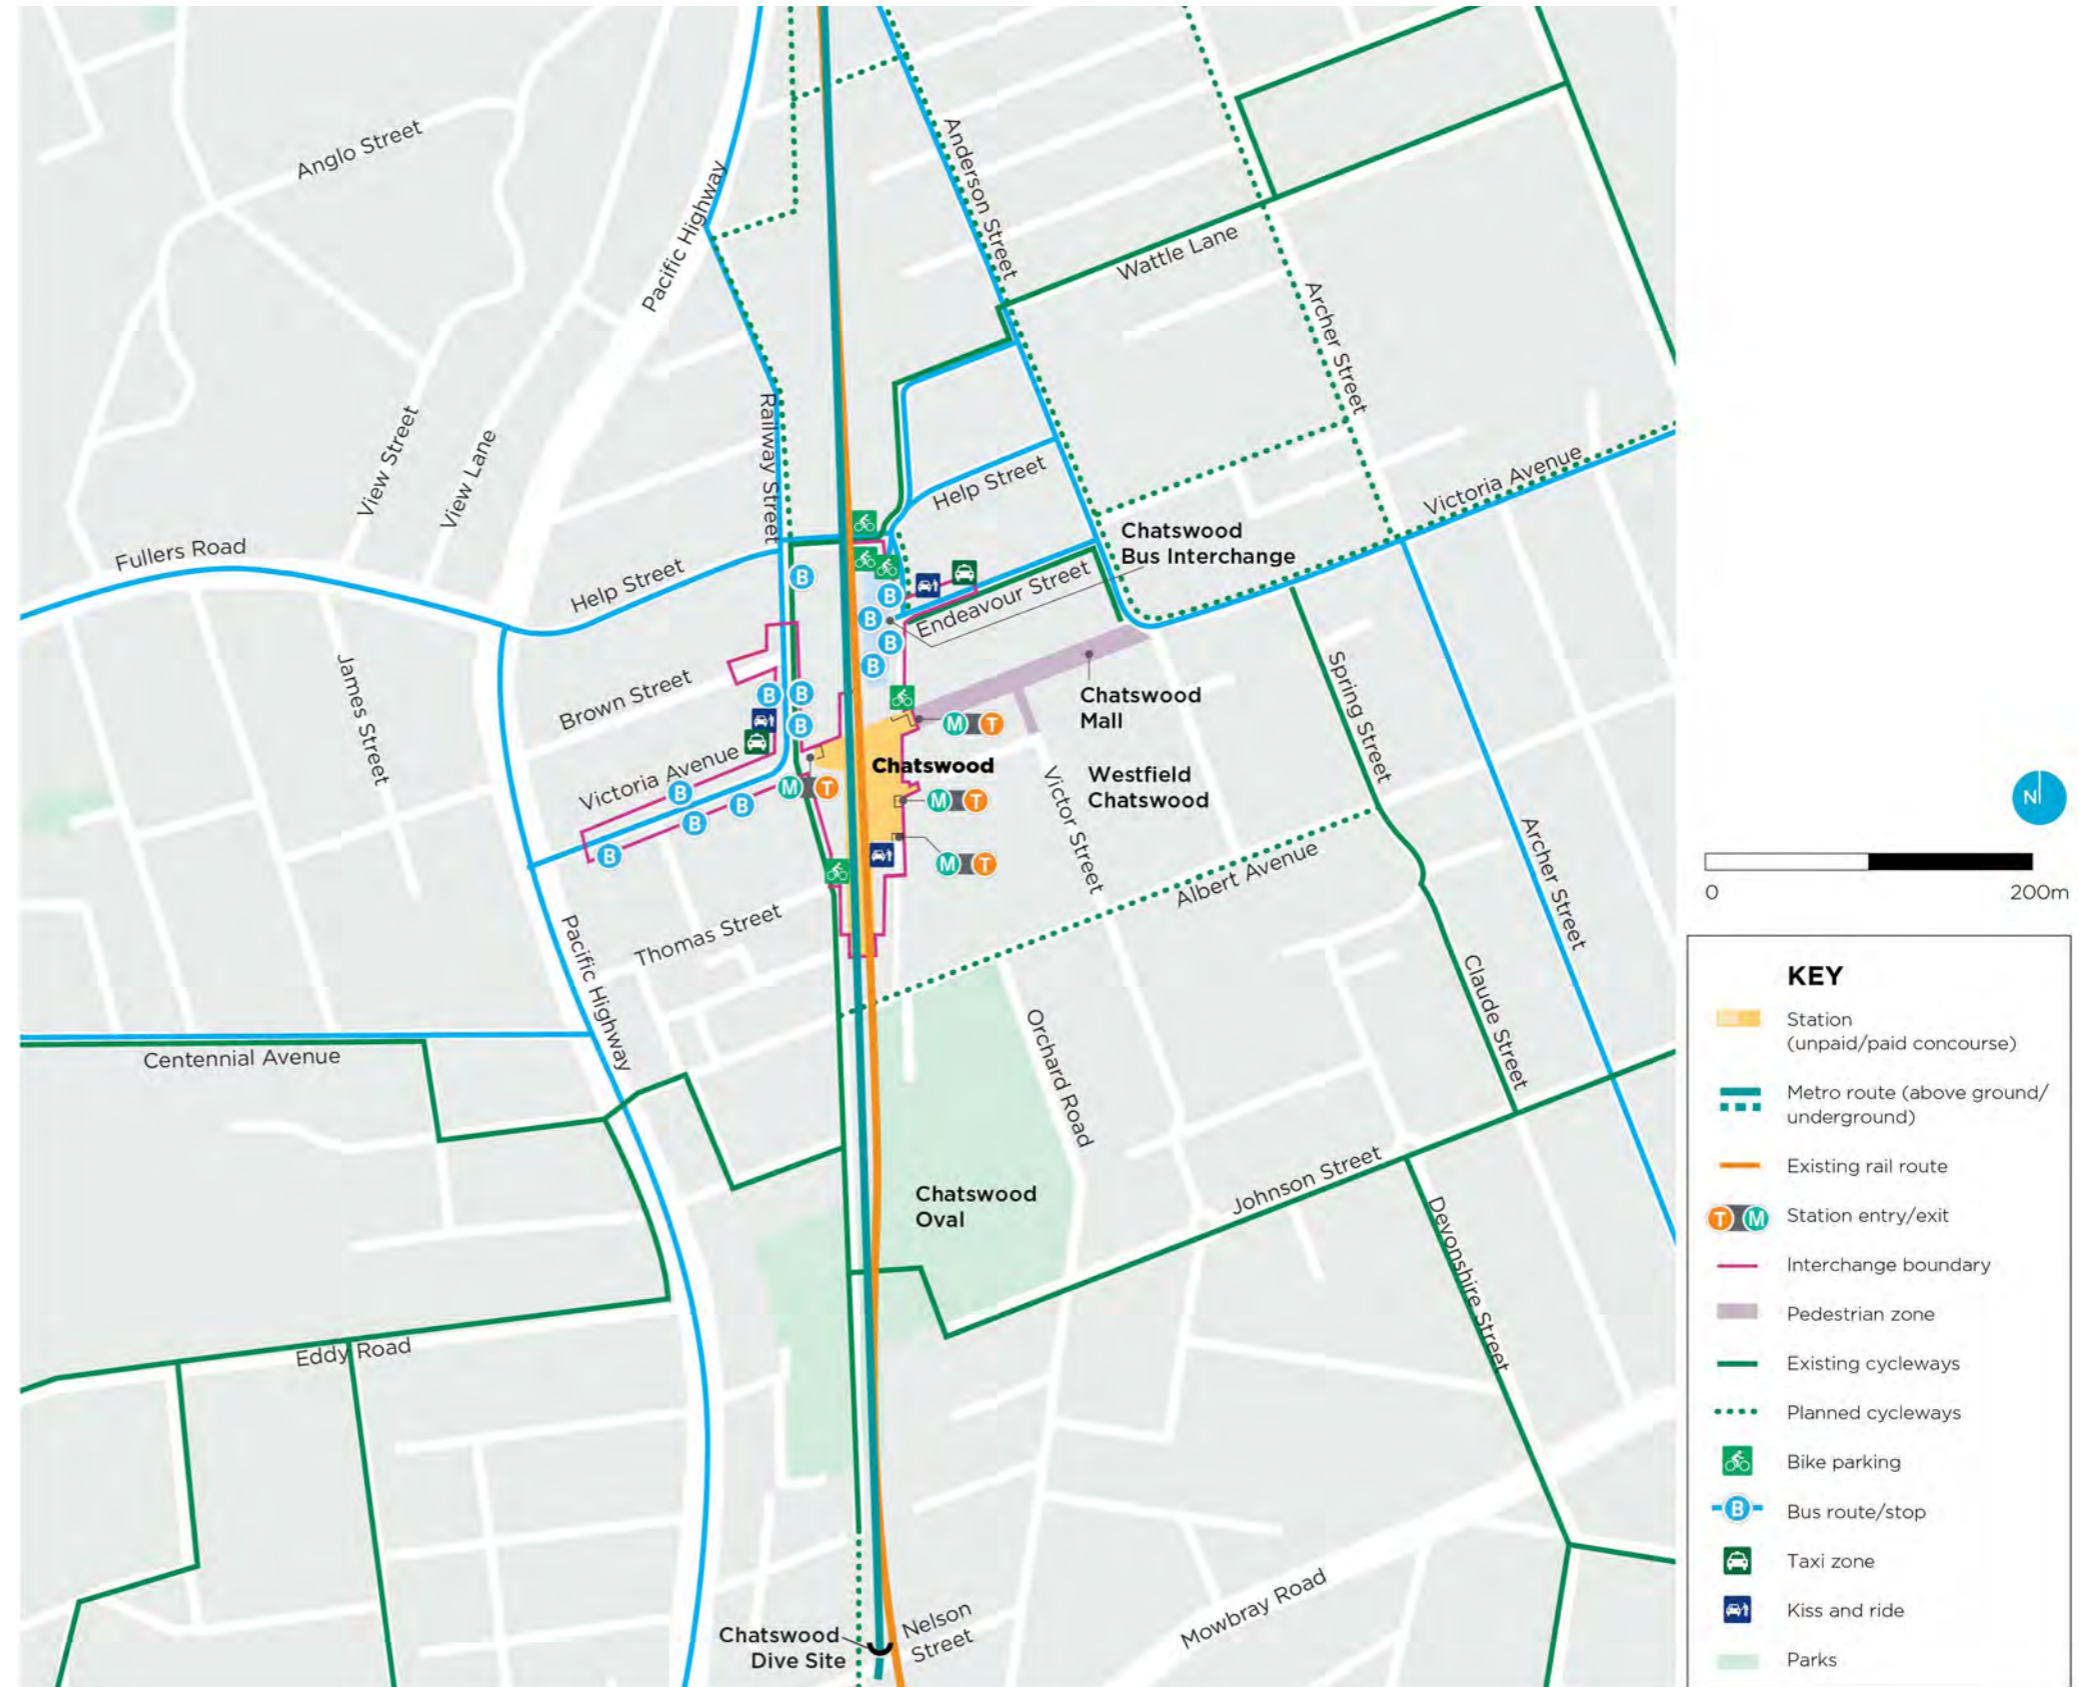 Anglo Street
Pacific Highway
Anderson Street
Wattle Lane
Archer Street
Railway Street
View Street
View Lane
Help Street
Victoria Avenue
Fullers Road
Help Street
Chatswood
Bus Interchange
Endeavour Street
B
B
B
B
B
James Street
Brown Street
B
B
B
Spring Street
Chatswood
Mall
M T
Victoria Avenue
Chatswood
Westfield
Chatswood
Victor Street
M T
M T
B
B
B
B
M T
Albert Avenue
Archer Street
Thomas Street
Pacific Highway
Claude Street
Orchard Road
Centennial Avenue
Johnson Street
Chatswood
Oval
Devonshire Street
Eddy Road
Mowbray Road
Nelson
Street
Chatswood
Dive Site
N
0 200m
KEY
Station
(unpaid/paid concourse)
Metro route (above ground/
underground)
Existing rail route
T M Station entry/exit
Interchange boundary
Pedestrian zone
Existing cycleways
Planned cycleways
Bike parking
B Bus route/stop
Taxi zone
Kiss and ride
Parks